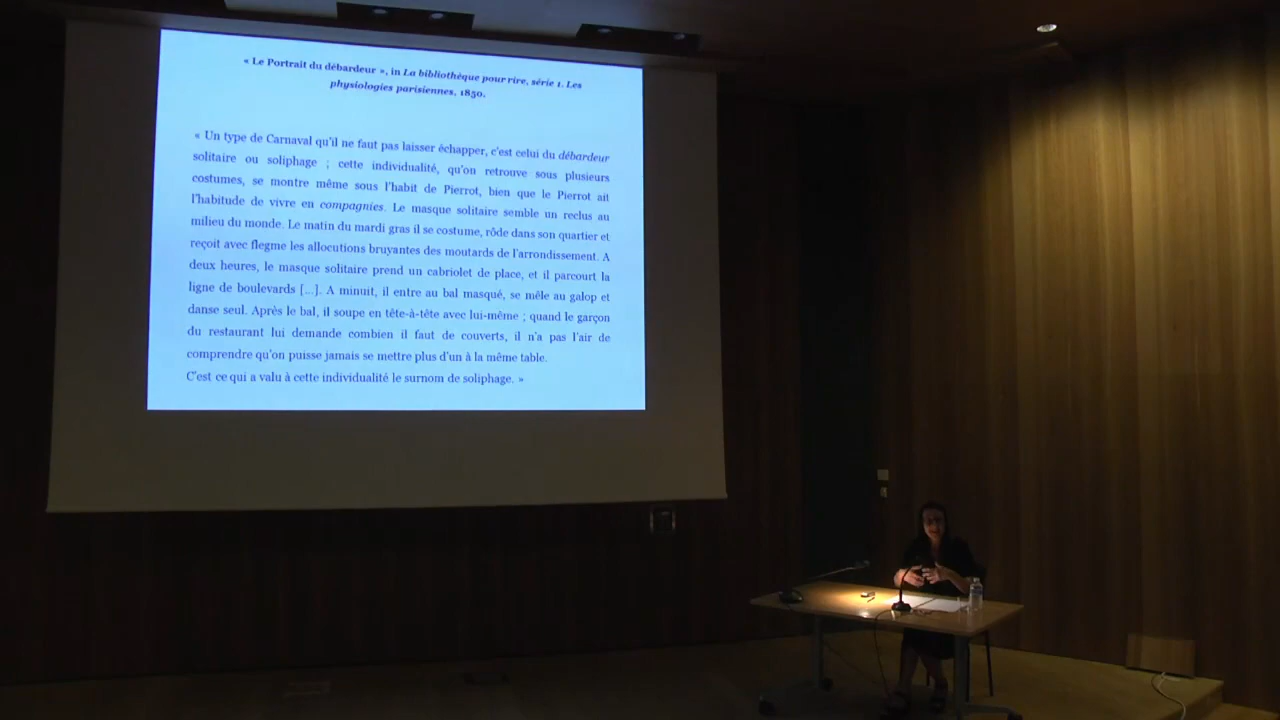 « Le Portrait du débardeur », in La bibliothèque pour rire, série 1. Les
physiologies parisiennes, 1850.
« Un type de Carnaval qu'il ne faut pas laisser échapper, c'est celui du débardeur
solitaire ou soliphage ; cette individualité, qu'on retrouve sous plusieurs
costumes, se montre même sous l'habit de Pierrot, bien que le Pierrot ait
l'habitude de vivre en compagnies. Le masque solitaire semble un reclus au
milieu du monde. Le matin du mardi gras il se costume, rôde dans son quartier et
reçoit avec flegme les allocutions bruyantes des moutards de l'arrondissement. A
deux heures, le masque solitaire prend un cabriolet de place, et il parcourt la
ligne de boulevards [...]. A minuit, il entre au bal masqué, se mêle au galop et
danse seul. Après le bal, il soupe en tête-à-tête avec lui-même ; quand le garçon
du restaurant lui demande combien il faut de couverts, il n'a pas l'air de
comprendre qu'on puisse jamais se mettre plus d'un à la même table.
C'est ce qui a valu à cette individualité le surnom de soliphage. »